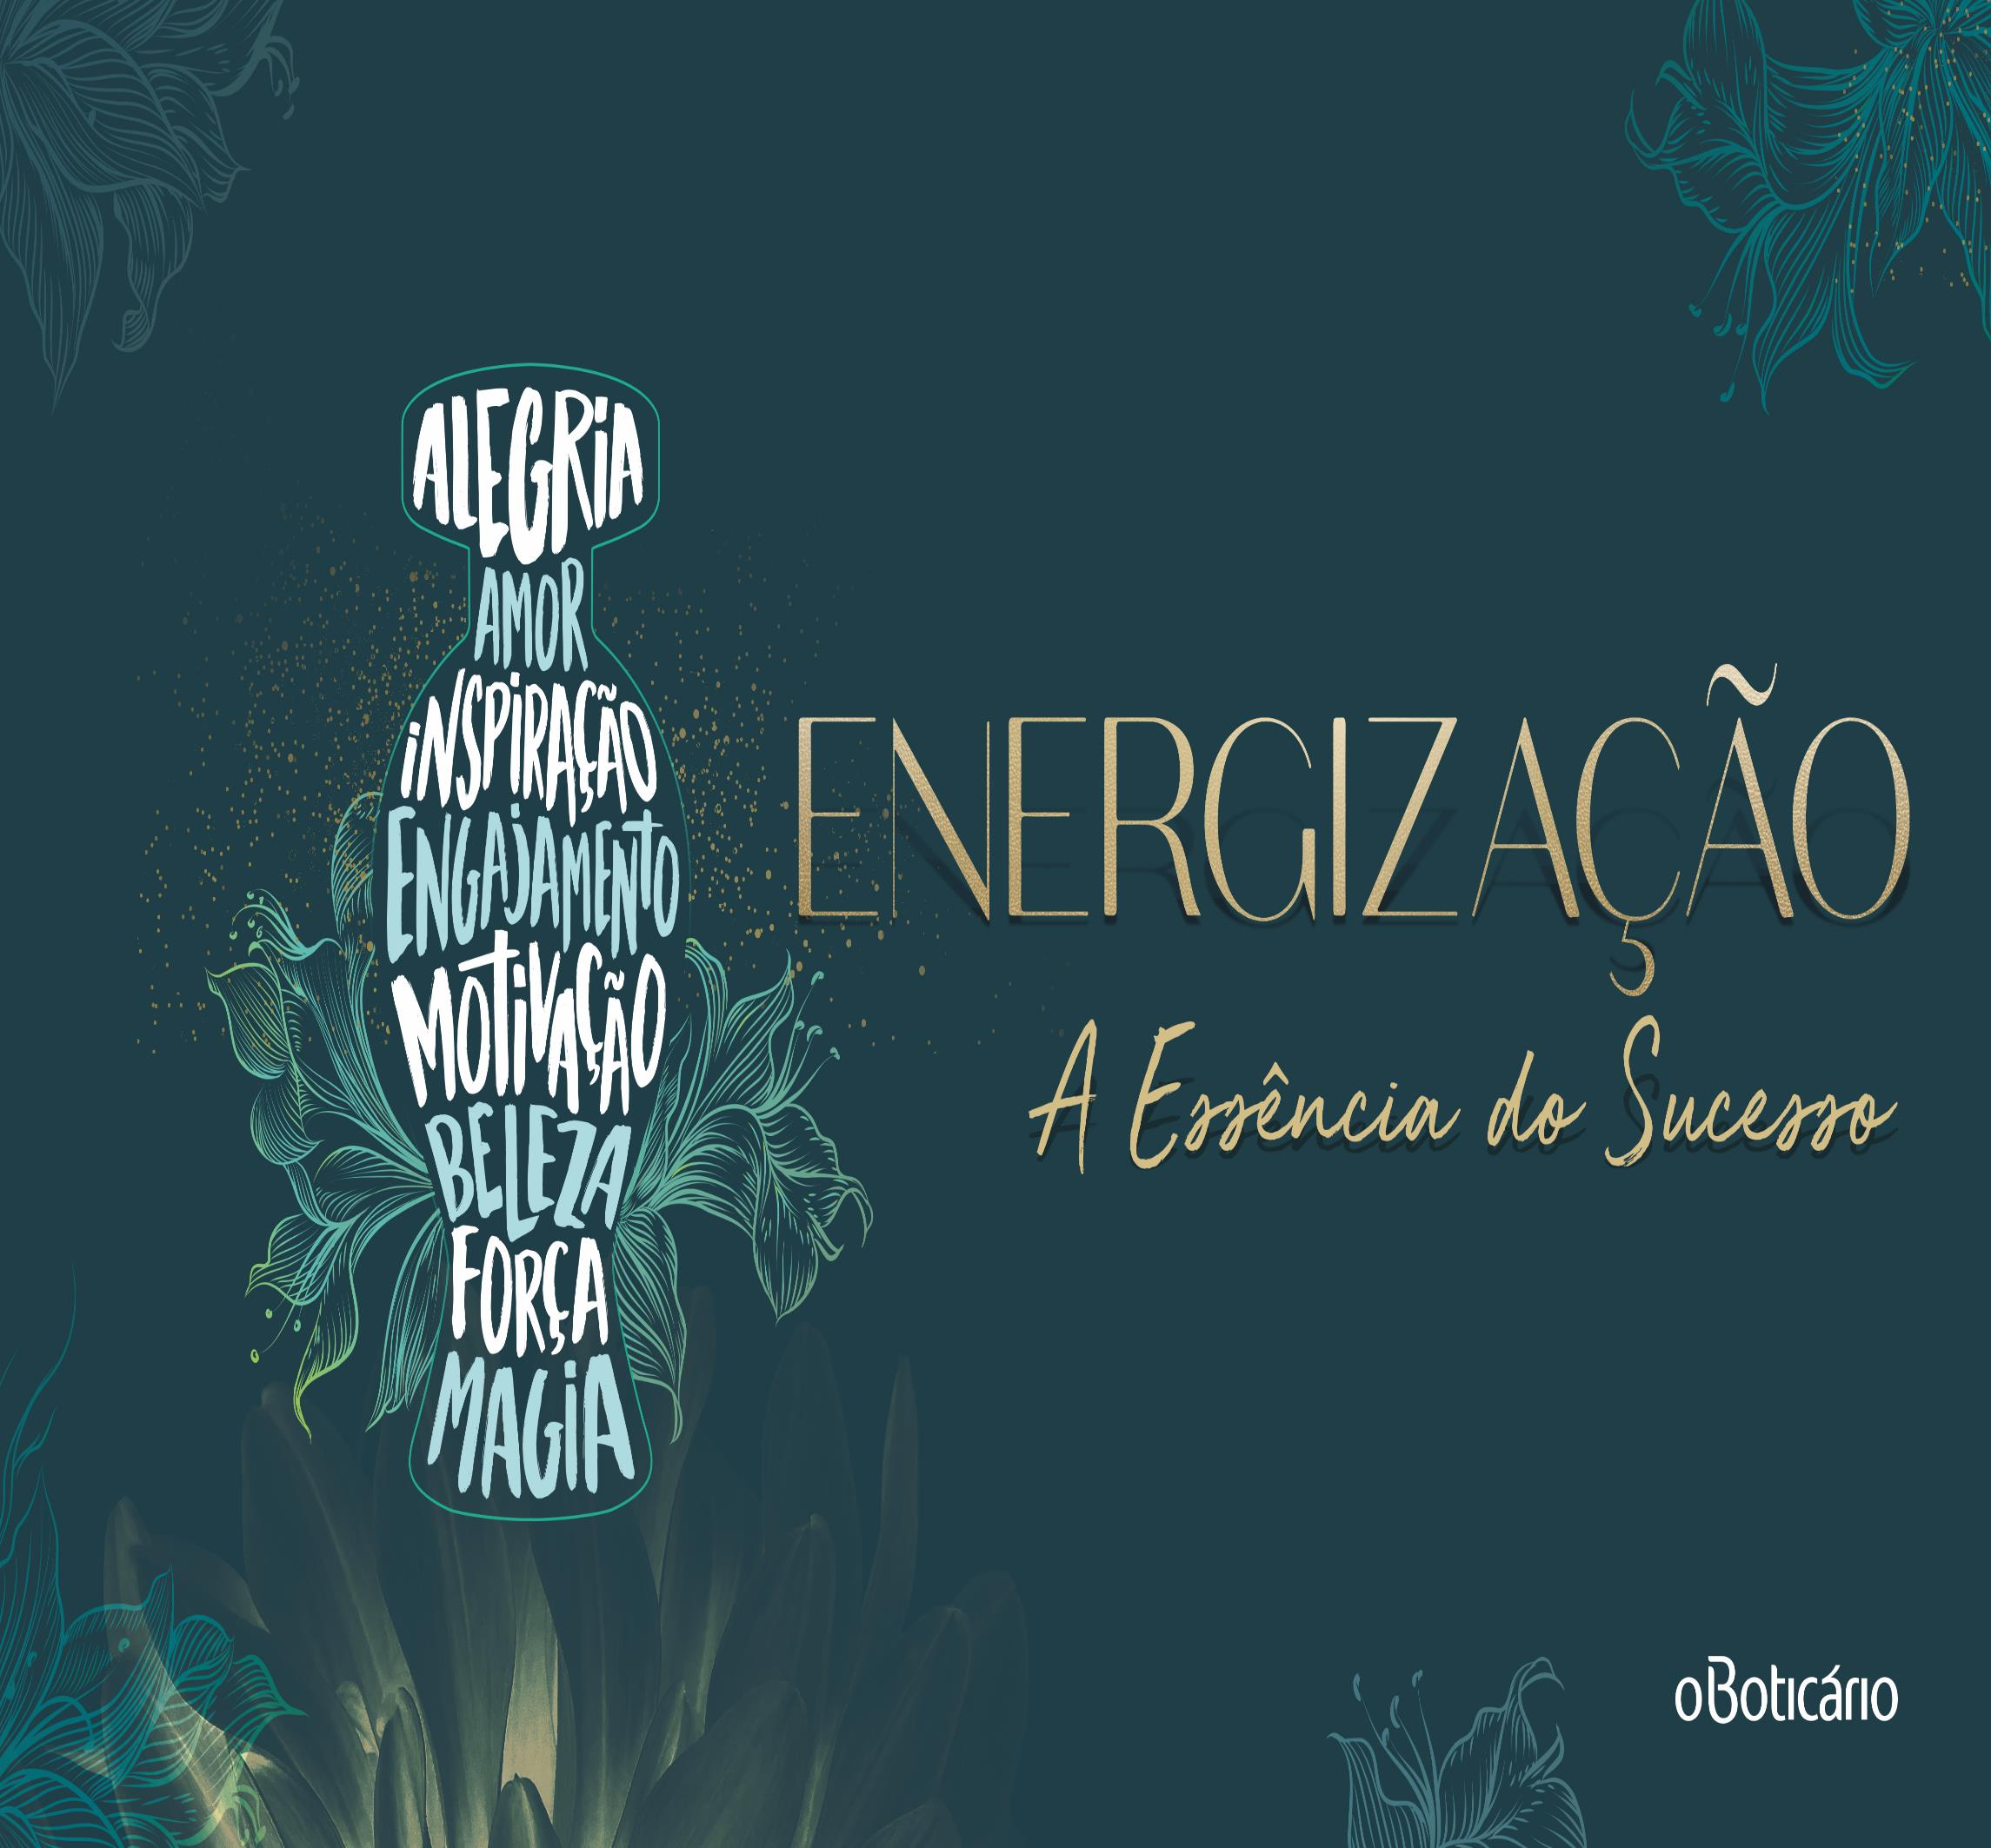 ALEGRIA
AMOR
INSPIRAÇÃO
ENGAJAMENTO
MOTIVAÇÃO
BELEZA
FORÇA
MAGIA
ENERGIZAÇÃO
A Essência do Sucesso
oBoticário